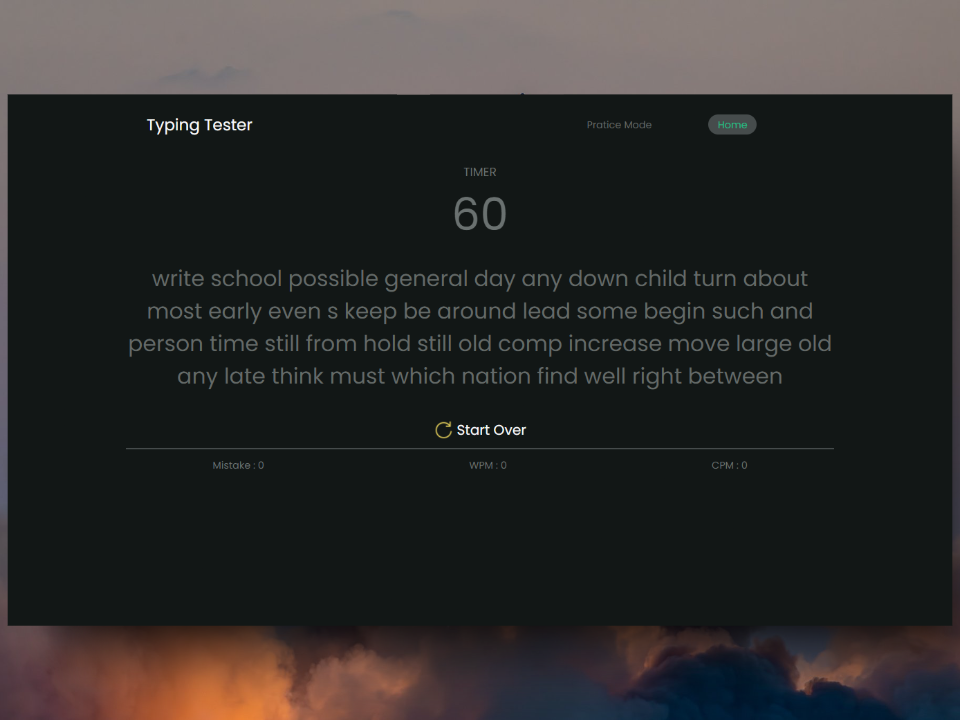 Typing Tester
Pratice Mode
Home
TIMER
60
write school possible general day any down child turn about
most early even s keep be around lead some begin such and
person time still from hold still old comp increase move large old
any late think must which nation find well right between
Start Over
Mistake : 0
WPM : 0
CPM : 0